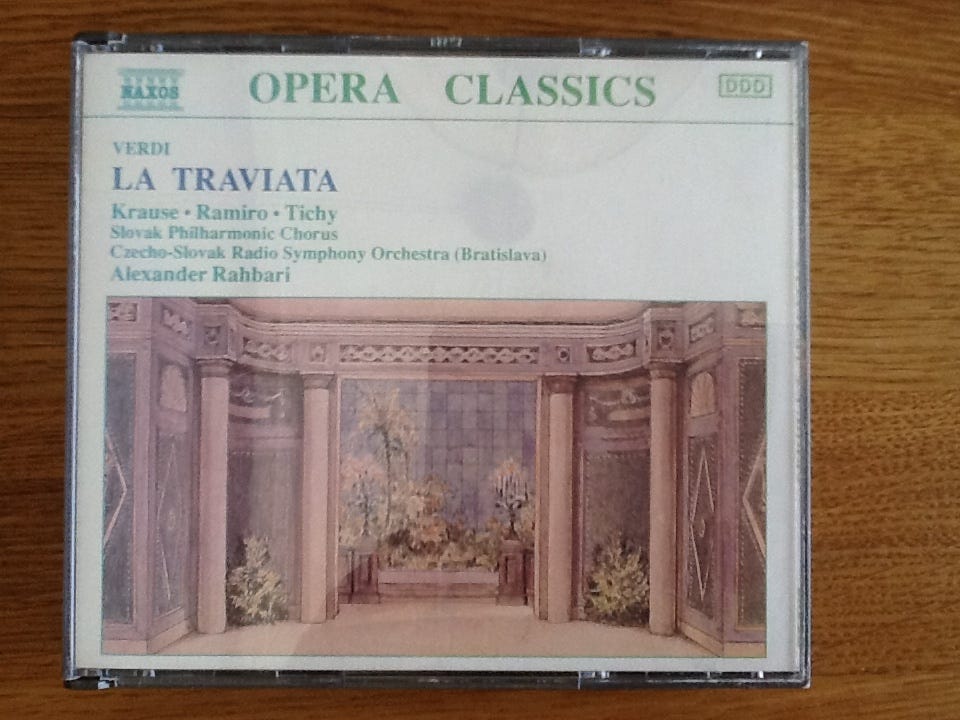 NAXOS
OPERA CLASSICS
DDD
VERDI
LA TRAVIATA
Krause • Ramiro • Tichy
Slovak Philharmonic Chorus
Czecho-Slovak Radio Symphony Orchestra (Bratislava)
Alexander Rahbari